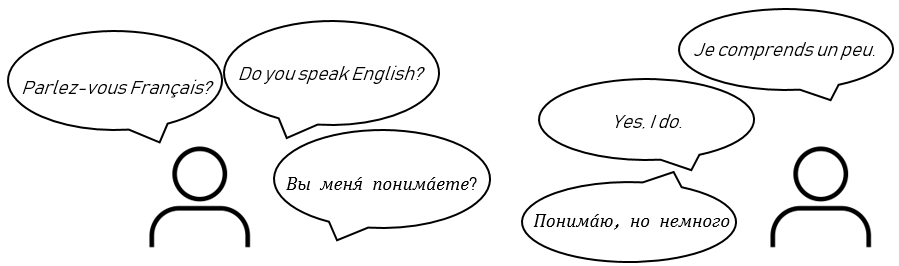 Parlez-vous Français?
Do you speak English?
Вы меня́ понима́ете?
Je comprends un peu.
Yes, I do.
Понима́ю, но немного